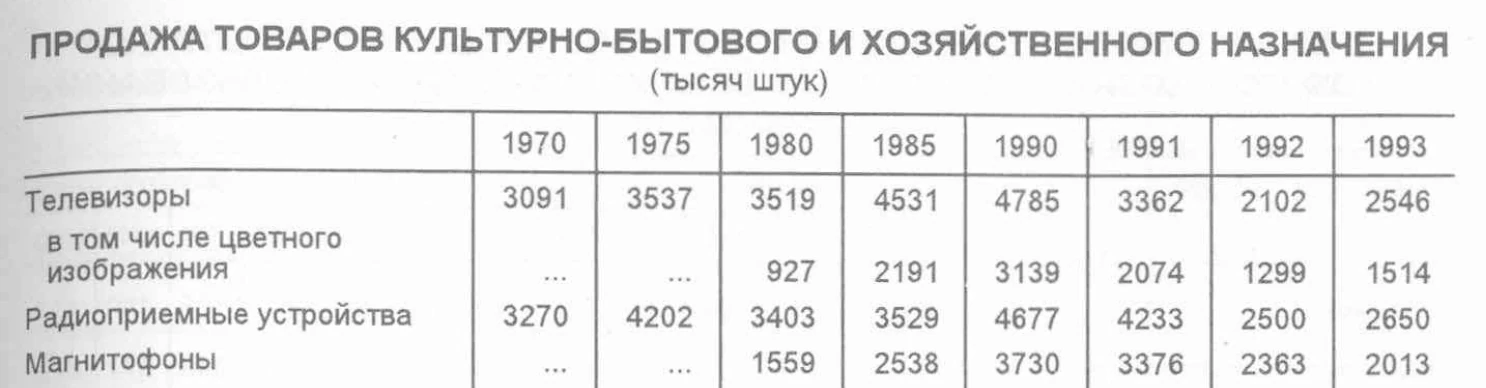 ПРОДАЖА ТОВАРОВ КУЛЬТУРНО-БЫТОВОГО И ХОЗЯЙСТВЕННОГО НАЗНАЧЕНИЯ
(тысяч штук)
1970 1975 1980 1985 1990 1991 1992 1993
Телевизоры 3091 3537 3519 4531 4785 3362 2102 2546
в том числе цветного
изображения ... ... 927 2191 3139 2074 1299 1514
Радиоприемные устройства 3270 4202 3403 3529 4677 4233 2500 2650
Магнитофоны ... ... 1559 2538 3730 3376 2363 2013